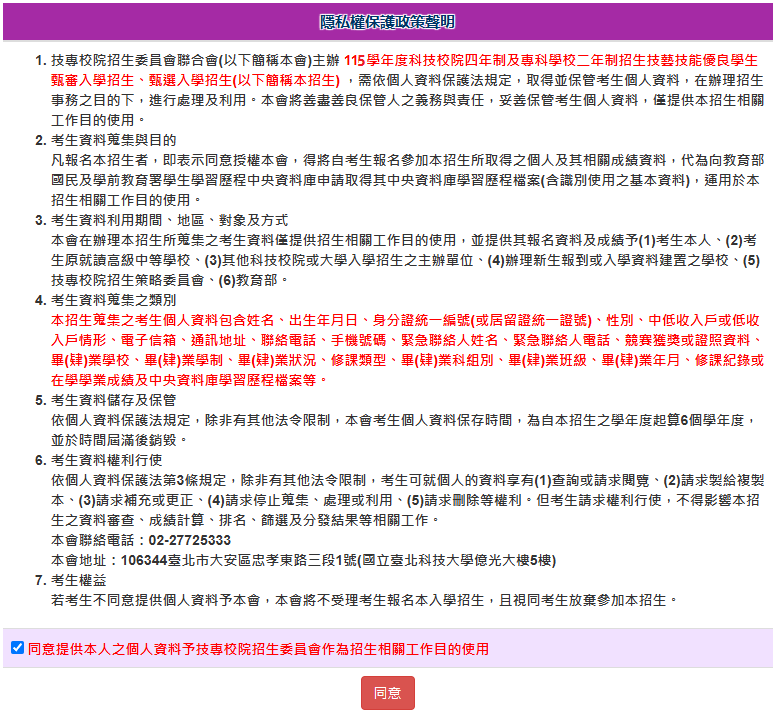 隱私權保護政策聲明
1. 技專校院招生委員會聯合會(以下簡稱本會)主辦 115學年度科技校院四年制及專科學校二年制招生技藝技能優良學生
甄審入學招生、甄選入學招生(以下簡稱本招生) ，需依個人資料保護法規定，取得並保管考生個人資料，在辦理招生
事務之目的下，進行處理及利用。本會將善盡善良保管人之義務與責任，妥善保管考生個人資料，僅提供本招生相關
工作目的使用。
2. 考生資料蒐集與目的
凡報名本招生者，即表示同意授權本會，得將自考生報名參加本招生所取得之個人及其相關成績資料，代為向教育部
國民及學前教育署學生學習歷程中央資料庫申請取得其中央資料庫學習歷程檔案(含識別使用之基本資料)，運用於本
招生相關工作目的使用。
3. 考生資料利用期間、地區、對象及方式
本會在辦理本招生所蒐集之考生資料僅提供招生相關工作目的使用，並提供其報名資料及成績予(1)考生本人、(2)考
生原就讀高級中等學校、(3)其他科技校院或大學入學招生之主辦單位、(4)辦理新生報到或入學資料建置之學校、(5)
技專校院招生策略委員會、(6)教育部。
4. 考生資料蒐集之類別
本招生蒐集之考生個人資料包含姓名、出生年月日、身分證統一編號(或居留證統一證號)、性別、中低收入戶或低收
入戶情形、電子信箱、通訊地址、聯絡電話、手機號碼、緊急聯絡人姓名、緊急聯絡人電話、競賽獲獎或證照資料、
畢(肄)業學校、畢(肄)業學制、畢(肄)業狀況、修課類型、畢(肄)業科組別、畢(肄)業班級、畢(肄)業年月、修課紀錄或
在學學業成績及中央資料庫學習歷程檔案等。
5. 考生資料儲存及保管
依個人資料保護法規定，除非有其他法令限制，本會考生個人資料保存時間，為自本招生之學年度起算6個學年度，
並於時間屆滿後銷毀。
6. 考生資料權利行使
依個人資料保護法第3條規定，除非有其他法令限制，考生可就個人的資料享有(1)查詢或請求閱覽、(2)請求製給複製
本、(3)請求補充或更正、(4)請求停止蒐集、處理或利用、(5)請求刪除等權利。但考生請求權利行使，不得影響本招
生之資料審查、成績計算、排名、篩選及分發結果等相關工作。
本會聯絡電話：02-27725333
本會地址：106344臺北市大安區忠孝東路三段1號(國立臺北科技大學億光大樓5樓)
7. 考生權益
若考生不同意提供個人資料予本會，本會將不受理考生報名本入學招生，且視同考生放棄參加本招生。
同意提供本人之個人資料予技專校院招生委員會作為招生相關工作目的使用
同意